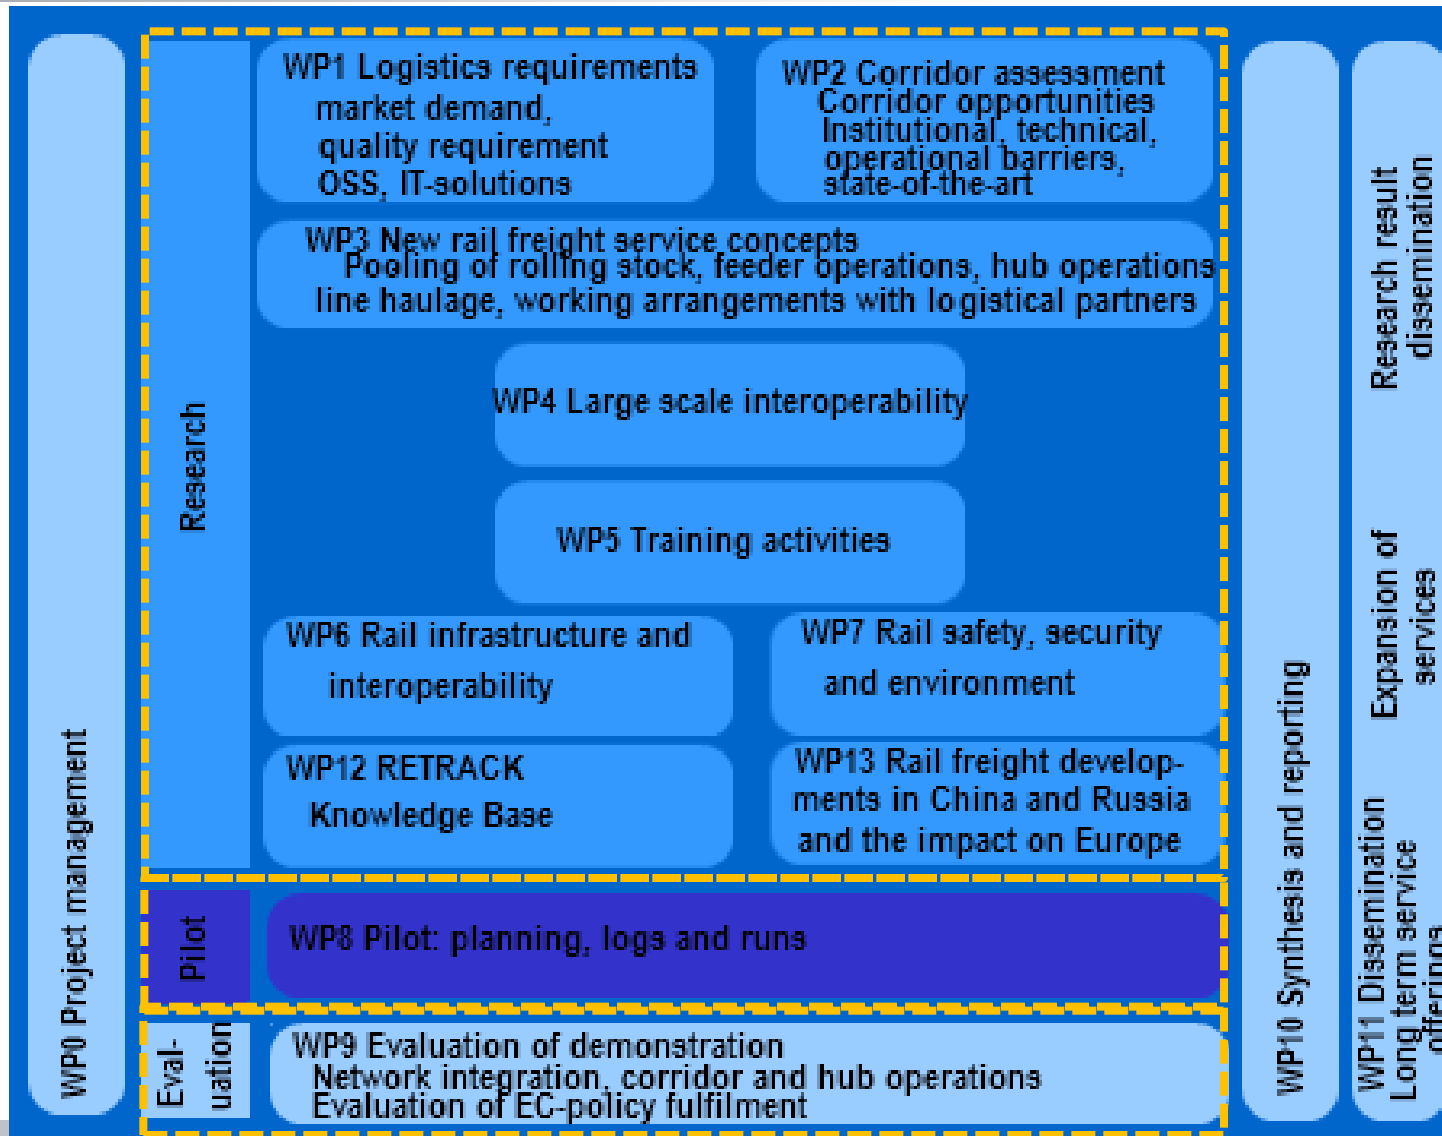 WP0 Project management
Research
WP1 Logistics requirements
market demand,
quality requirement
OSS, IT-solutions
WP2 Corridor assessment
Corridor opportunities
Institutional, technical,
operational barriers,
state-of-the-art
WP3 New rail freight service concepts
Pooling of rolling stock, feeder operations, hub operations
line haulage, working arrangements with logistical partners
WP4 Large scale interoperability
WP5 Training activities
WP6 Rail infrastructure and
interoperability
WP7 Rail safety, security
and environment
WP12 RETRACK
Knowledge Base
WP13 Rail freight develop-
ments in China and Russia
and the impact on Europe
Pilot
WP8 Pilot: planning, logs and runs
Eval-
uation
WP9 Evaluation of demonstration
Network integration, corridor and hub operations
Evaluation of EC-policy fulfilment
WP10 Synthesis and reporting
WP11 Dissemination
Long term service
offerings
Expansion of
services
Research result
dissemination